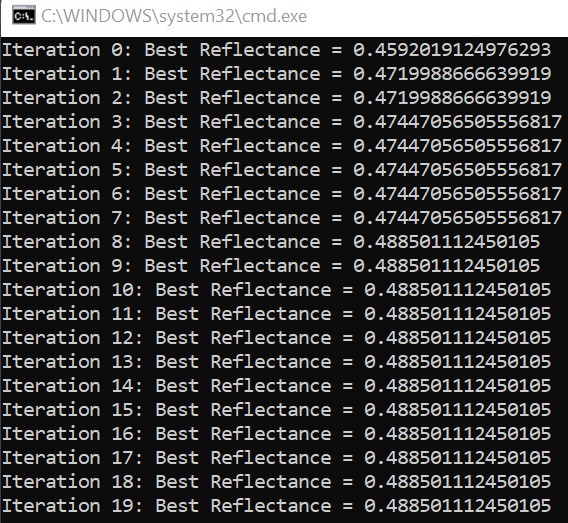 C:\WINDOWS\system32\cmd.exe
Iteration 0: Best Reflectance = 0.4592019124976293
Iteration 1: Best Reflectance = 0.4719988666639919
Iteration 2: Best Reflectance = 0.4719988666639919
Iteration 3: Best Reflectance = 0.47447056505556817
Iteration 4: Best Reflectance = 0.47447056505556817
Iteration 5: Best Reflectance = 0.47447056505556817
Iteration 6: Best Reflectance = 0.47447056505556817
Iteration 7: Best Reflectance = 0.47447056505556817
Iteration 8: Best Reflectance = 0.488501112450105
Iteration 9: Best Reflectance = 0.488501112450105
Iteration 10: Best Reflectance = 0.488501112450105
Iteration 11: Best Reflectance = 0.488501112450105
Iteration 12: Best Reflectance = 0.488501112450105
Iteration 13: Best Reflectance = 0.488501112450105
Iteration 14: Best Reflectance = 0.488501112450105
Iteration 15: Best Reflectance = 0.488501112450105
Iteration 16: Best Reflectance = 0.488501112450105
Iteration 17: Best Reflectance = 0.488501112450105
Iteration 18: Best Reflectance = 0.488501112450105
Iteration 19: Best Reflectance = 0.488501112450105